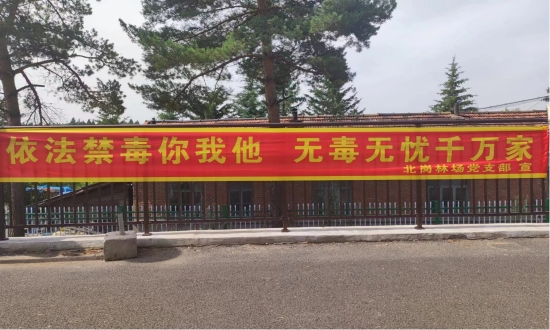 依法禁毒你我他 无毒无忧千万家
北岗林场党支部 宣